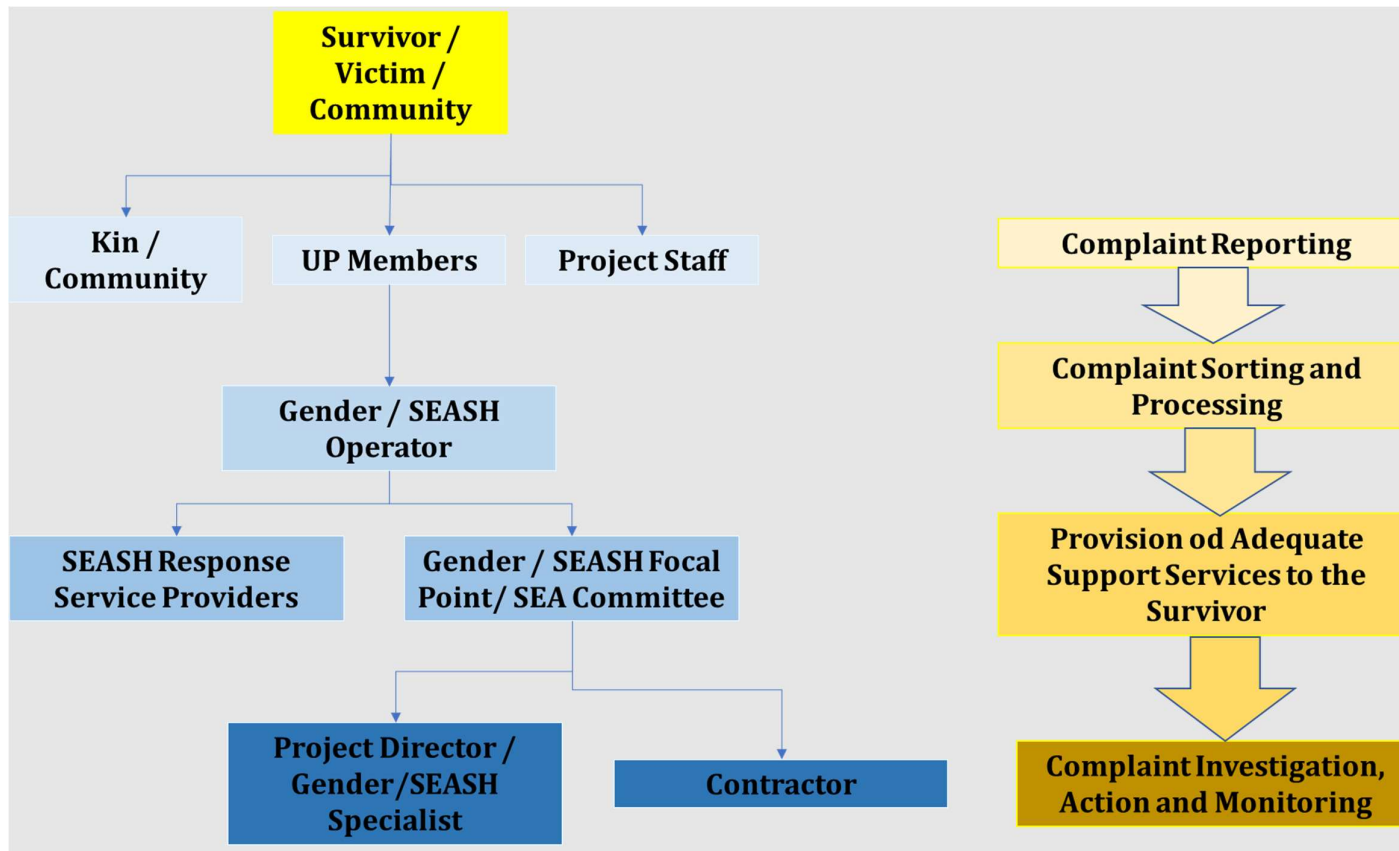 Survivor /
Victim /
Community
Kin /
Community
UP Members
Project Staff
Gender / SEASH
Operator
SEASH Response
Service Providers
Gender / SEASH Focal
Point/ SEA Committee
Project Director /
Gender/SEASH
Specialist
Contractor
Complaint Reporting
Complaint Sorting and
Processing
Provision od Adequate
Support Services to the
Survivor
Complaint Investigation,
Action and Monitoring